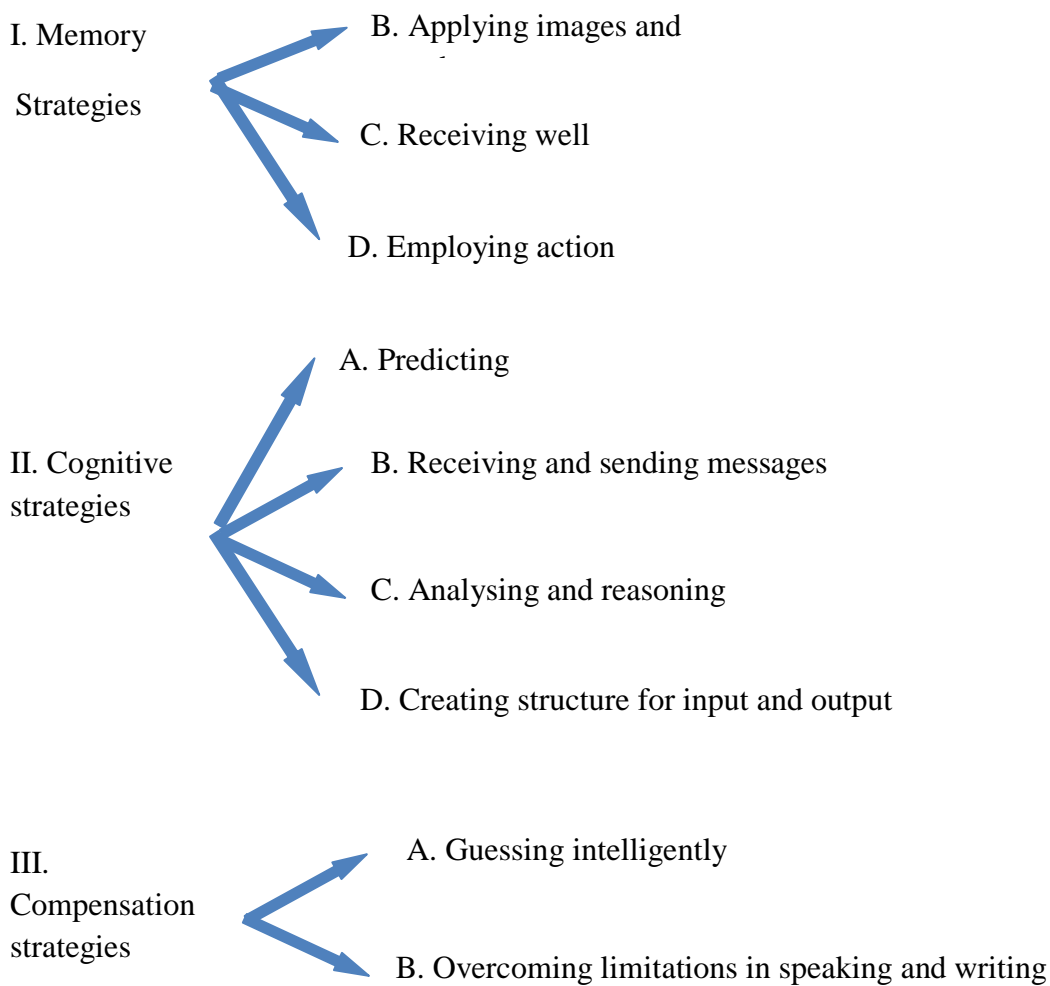 I. Memory
Strategies
B. Applying images and
C. Receiving well
D. Employing action
II. Cognitive
strategies
A. Predicting
B. Receiving and sending messages
C. Analysing and reasoning
D. Creating structure for input and output
III.
Compensation
strategies
A. Guessing intelligently
B. Overcoming limitations in speaking and writing